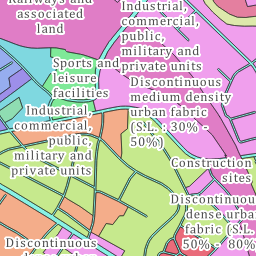 Railways and
associated
land
Industrial,
commercial,
public,
military and
private units
Sports and
leisure
facilities
Discontinuous
medium density
urban fabric
(S.L. : 30% -
50%)
Industrial,
commercial,
public,
military and
private units
Construction
sites
Discontinuous
dense urba
fabric (S.L.
50% - 80%
Discontinuous